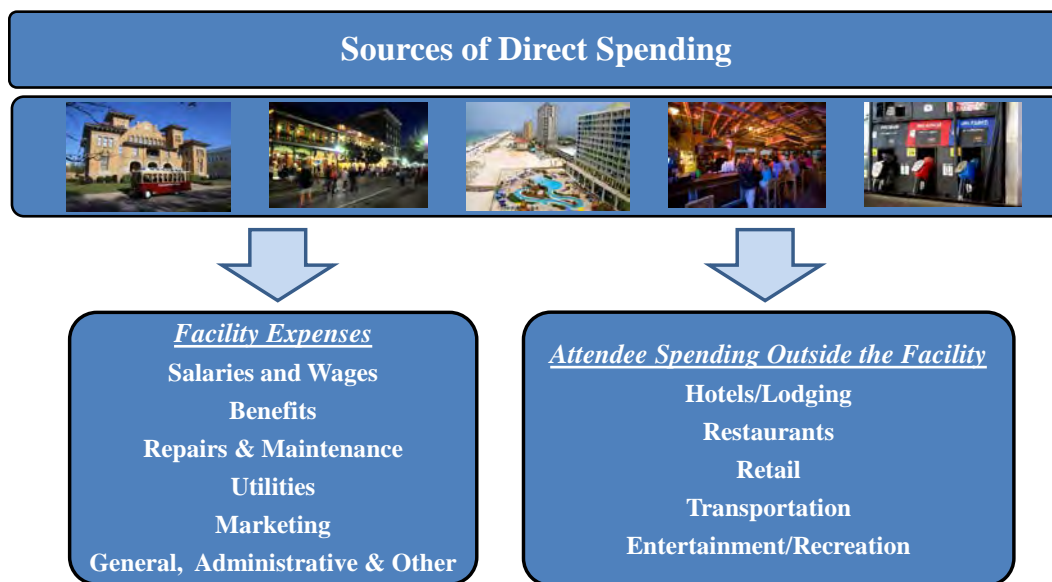 Sources of Direct Spending
Facility Expenses
Salaries and Wages
Benefits
Repairs & Maintenance
Utilities
Marketing
General, Administrative & Other
Attendee Spending Outside the Facility
Hotels/Lodging
Restaurants
Retail
Transportation
Entertainment/Recreation